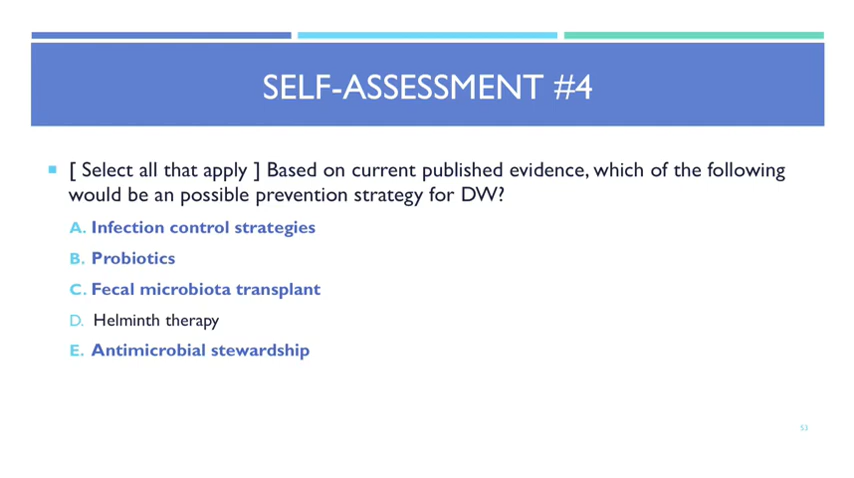 SELF-ASSESSMENT #4
[ Select all that apply ] Based on current published evidence, which of the following
would be an possible prevention strategy for DW?
A. Infection control strategies
B. Probiotics
C. Fecal microbiota transplant
D. Helminth therapy
E. Antimicrobial stewardship
53